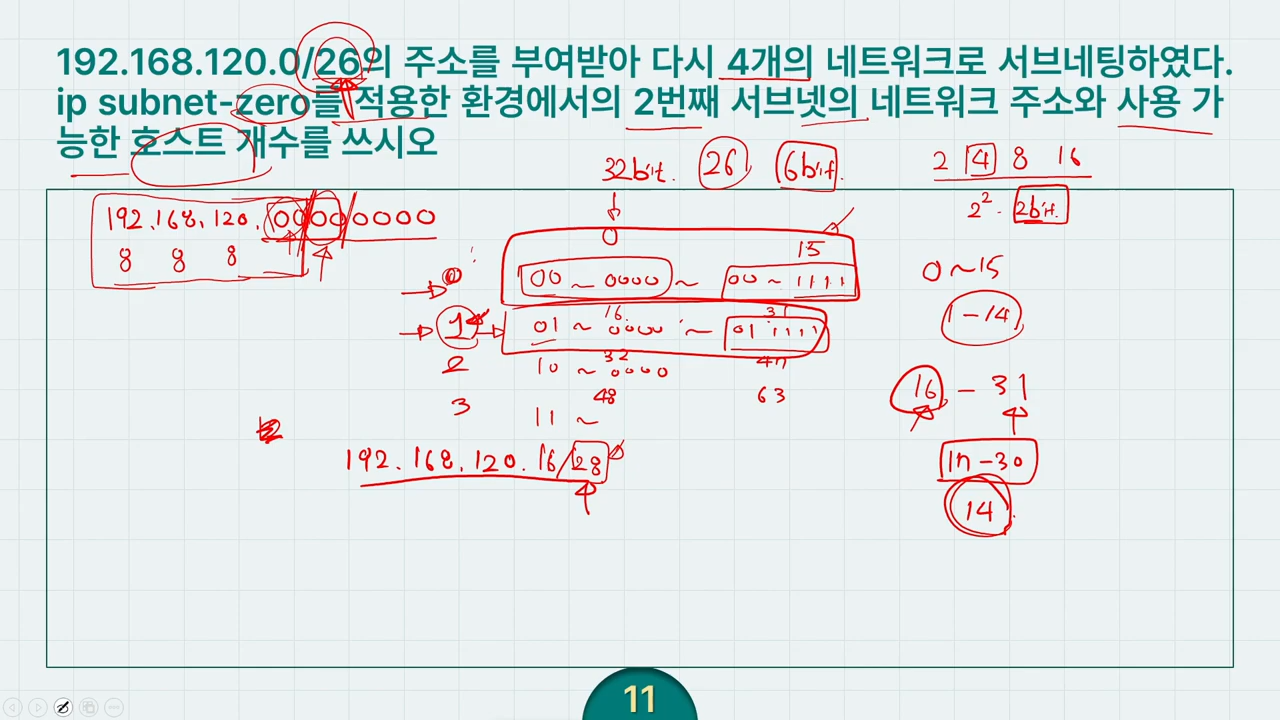 192.168.120.0/26의 주소를 부여받아 다시 4개의 네트워크로 서브네팅하였다.
ip subnet-zero를 적용한 환경에서의 2번째 서브넷의 네트워크 주소와 사용 가
능한 호스트 개수를 쓰시오
32bit. 26 6bit.
2 4 8 16
2² . 2bit.
192.168.120.00000000
8 8 8
0 15
0 00 ~ 0000 ~ 00 ~ 1111
0 ~ 15
1 - 14
16 31
1 01 ~ 0000 ~ 01 1111
32 47
2 10 ~ 0000
48 63
3 11 ~
16 - 31
192.168.120.16/28
17 - 30
14
11